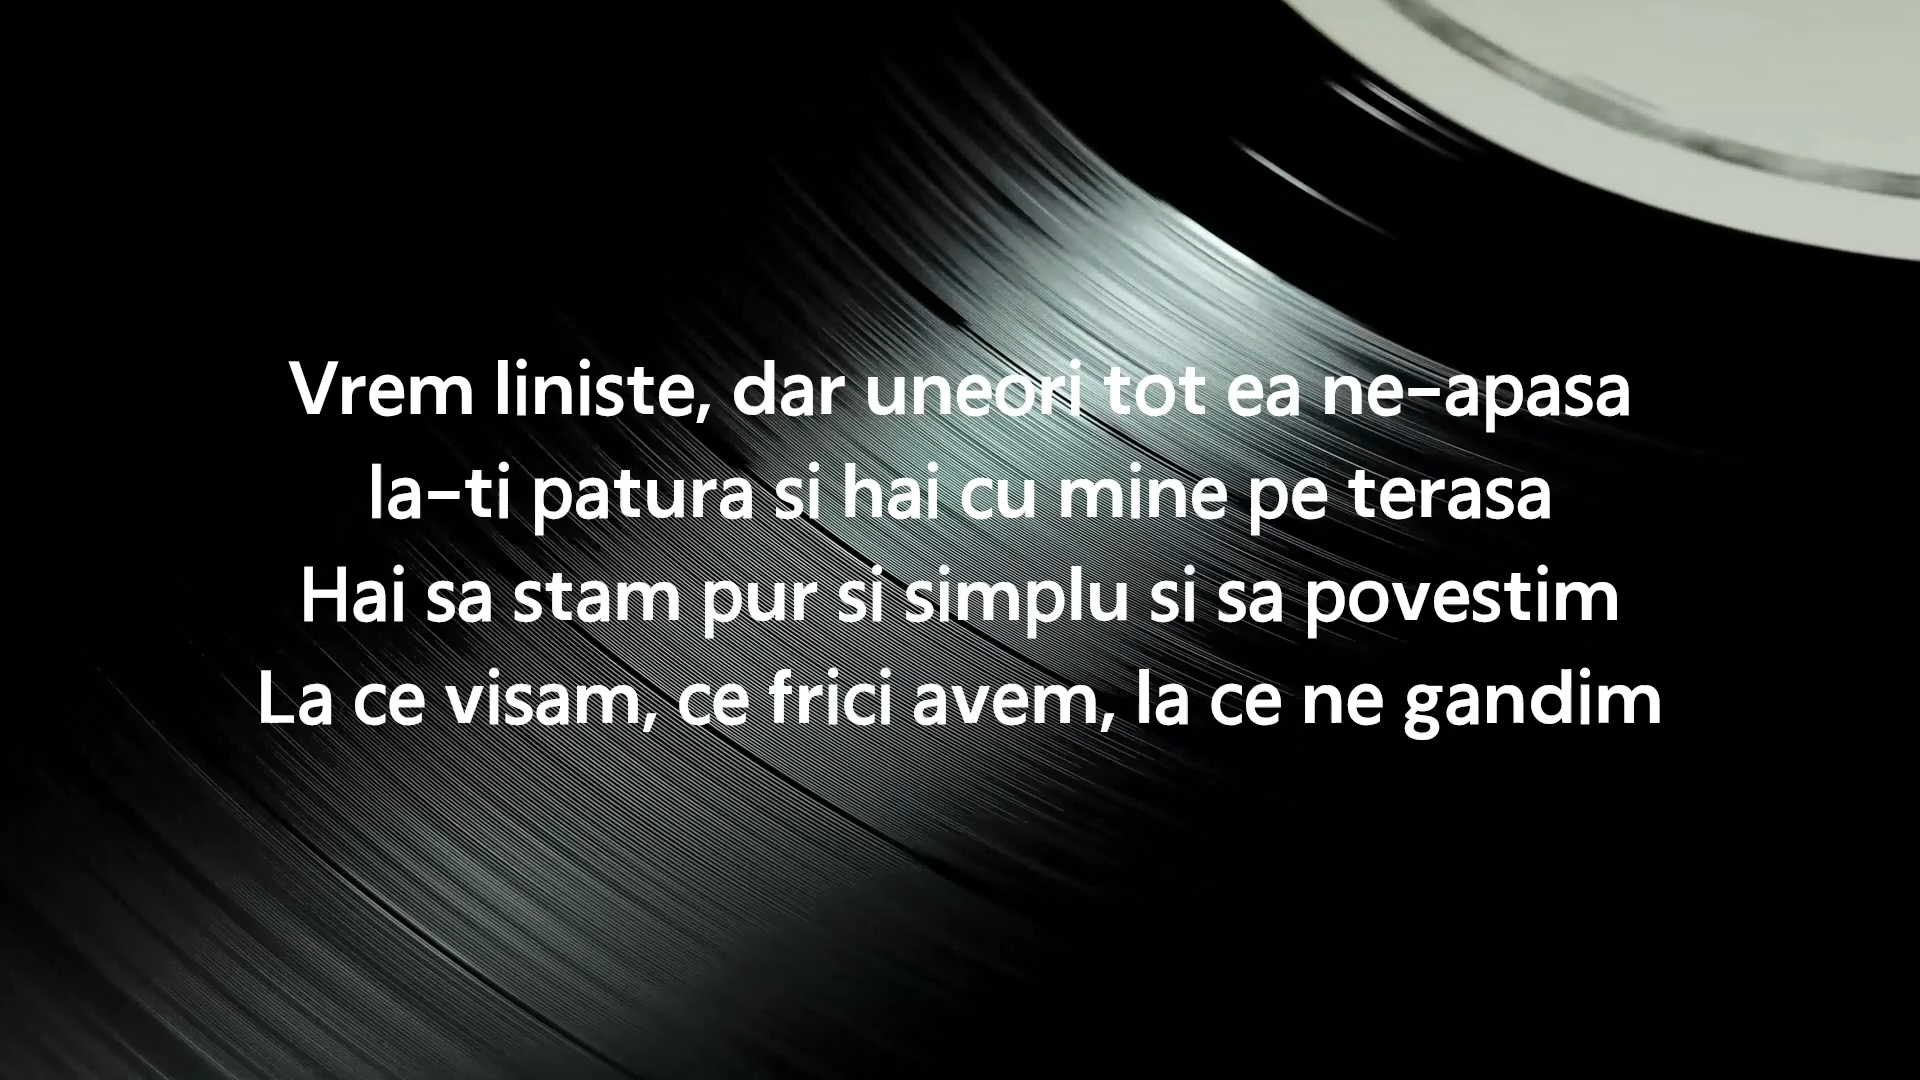 Vrem liniste, dar uneori tot ea ne-apasa
Ia-ti patura si hai cu mine pe terasa
Hai sa stam pur si simplu si sa povestim
La ce visam, ce frici avem, la ce ne gandim